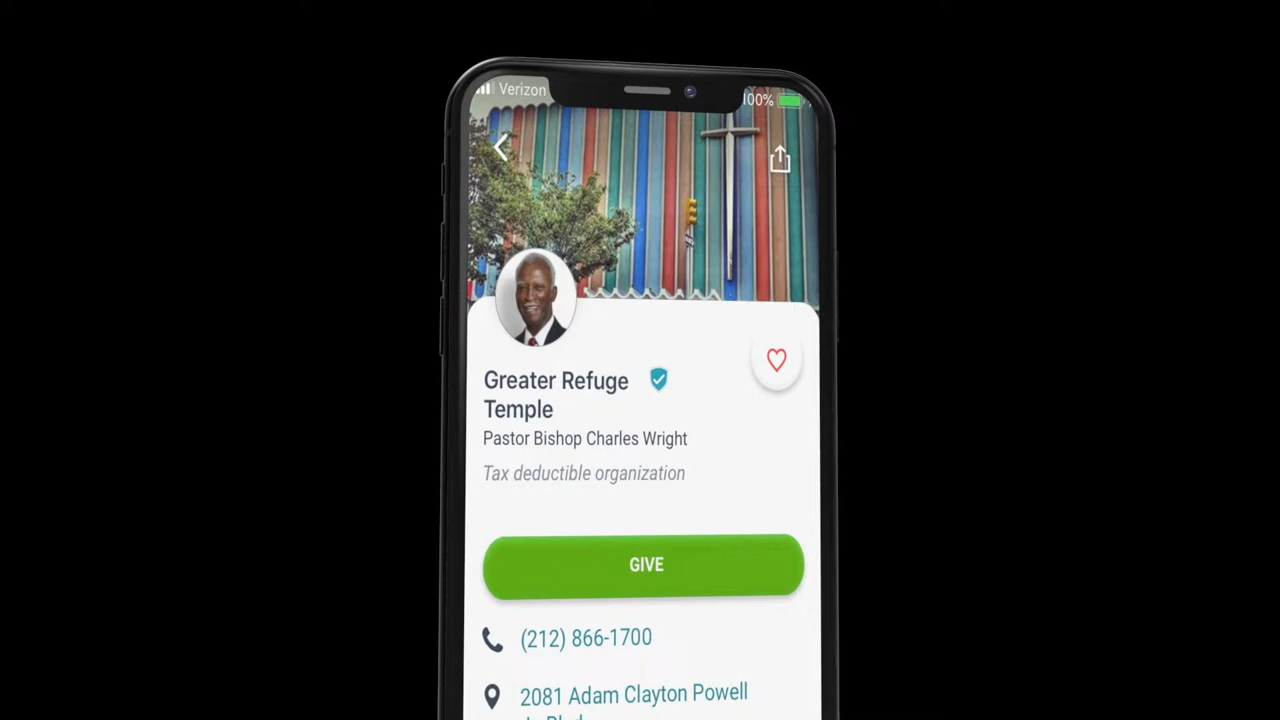 Verizon
100%
Greater Refuge
Temple
Pastor Bishop Charles Wright
Tax deductible organization
GIVE
(212) 866-1700
2081 Adam Clayton Powell